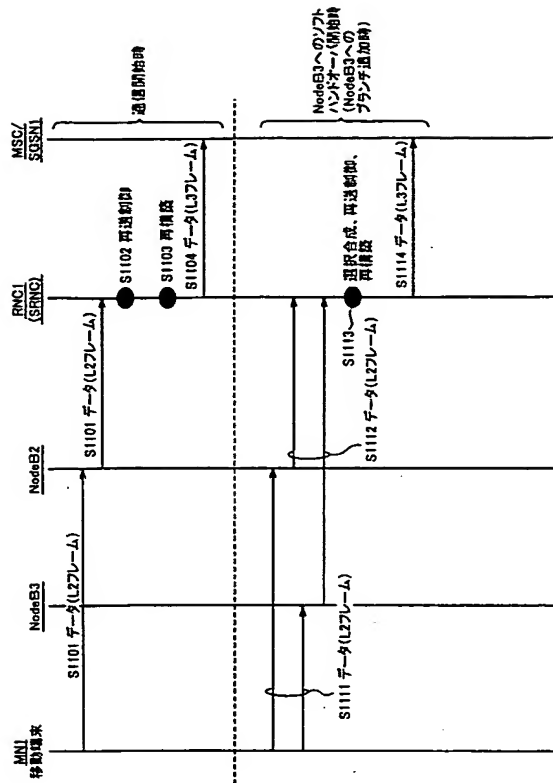 MN1
移動端末
NodeB3
NodeB2
RNC1
(SRNC)
MSC/
SGSN1
S1101 データ(L2フレーム)
S1101 データ(L2フレーム)
S1102 再送制御
S1103 再構築
S1104 データ(L3フレーム)
通信開始時
S1111 データ(L2フレーム)
S1112 データ(L2フレーム)
S1113
選択合成、再送制御、
再構築
S1114 データ(L3フレーム)
NodeB3へのソフト
ハンドオーバ開始時
(NodeB3への
ブランチ追加時)